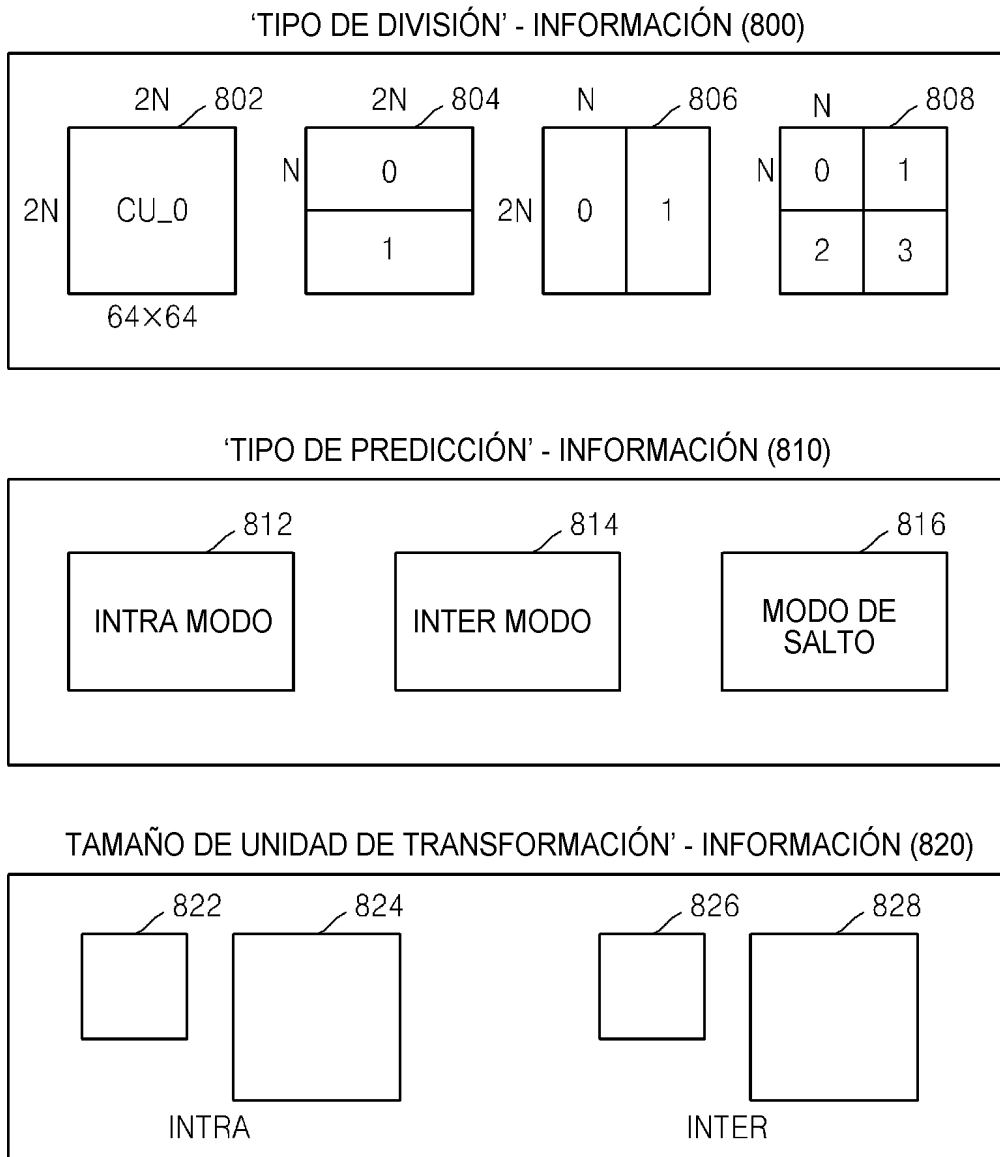 'TIPO DE DIVISIÓN' - INFORMACIÓN (800)
2N 802 2N 804 N 806 N 808
2N CU_0 N 0 2N 0 1 N 0 1
1 2 3
64×64
'TIPO DE PREDICCIÓN' - INFORMACIÓN (810)
812 814 816
INTRA MODO INTER MODO MODO DE
SALTO
TAMAÑO DE UNIDAD DE TRANSFORMACIÓN' - INFORMACIÓN (820)
822 824 826 828
INTRA INTER